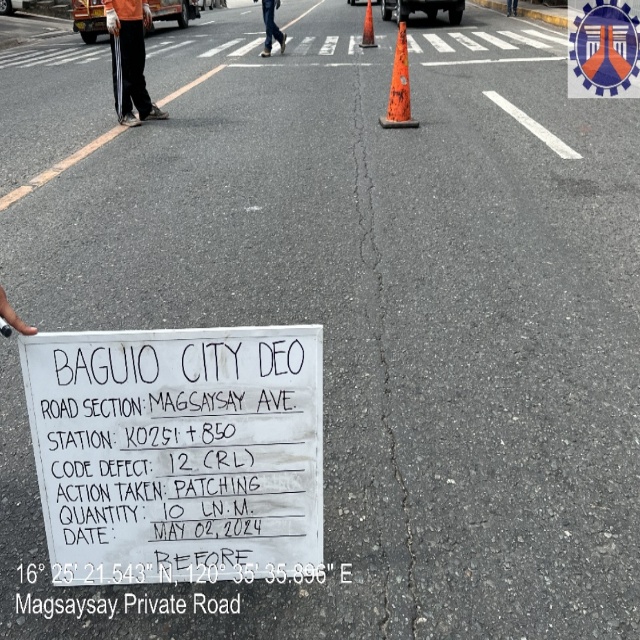 BAGUIO CITY DEO
ROAD SECTION: MAGSAYSAY AVE.
STATION: K0251+850
CODE DEFECT: 12 (RL)
ACTION TAKEN: PATCHING
QUANTITY: 10 LN.M.
DATE: MAY 02, 2024
BEFORE
16° 25' 21.543" N, 120° 35' 35.896" E
Magsaysay Private Road